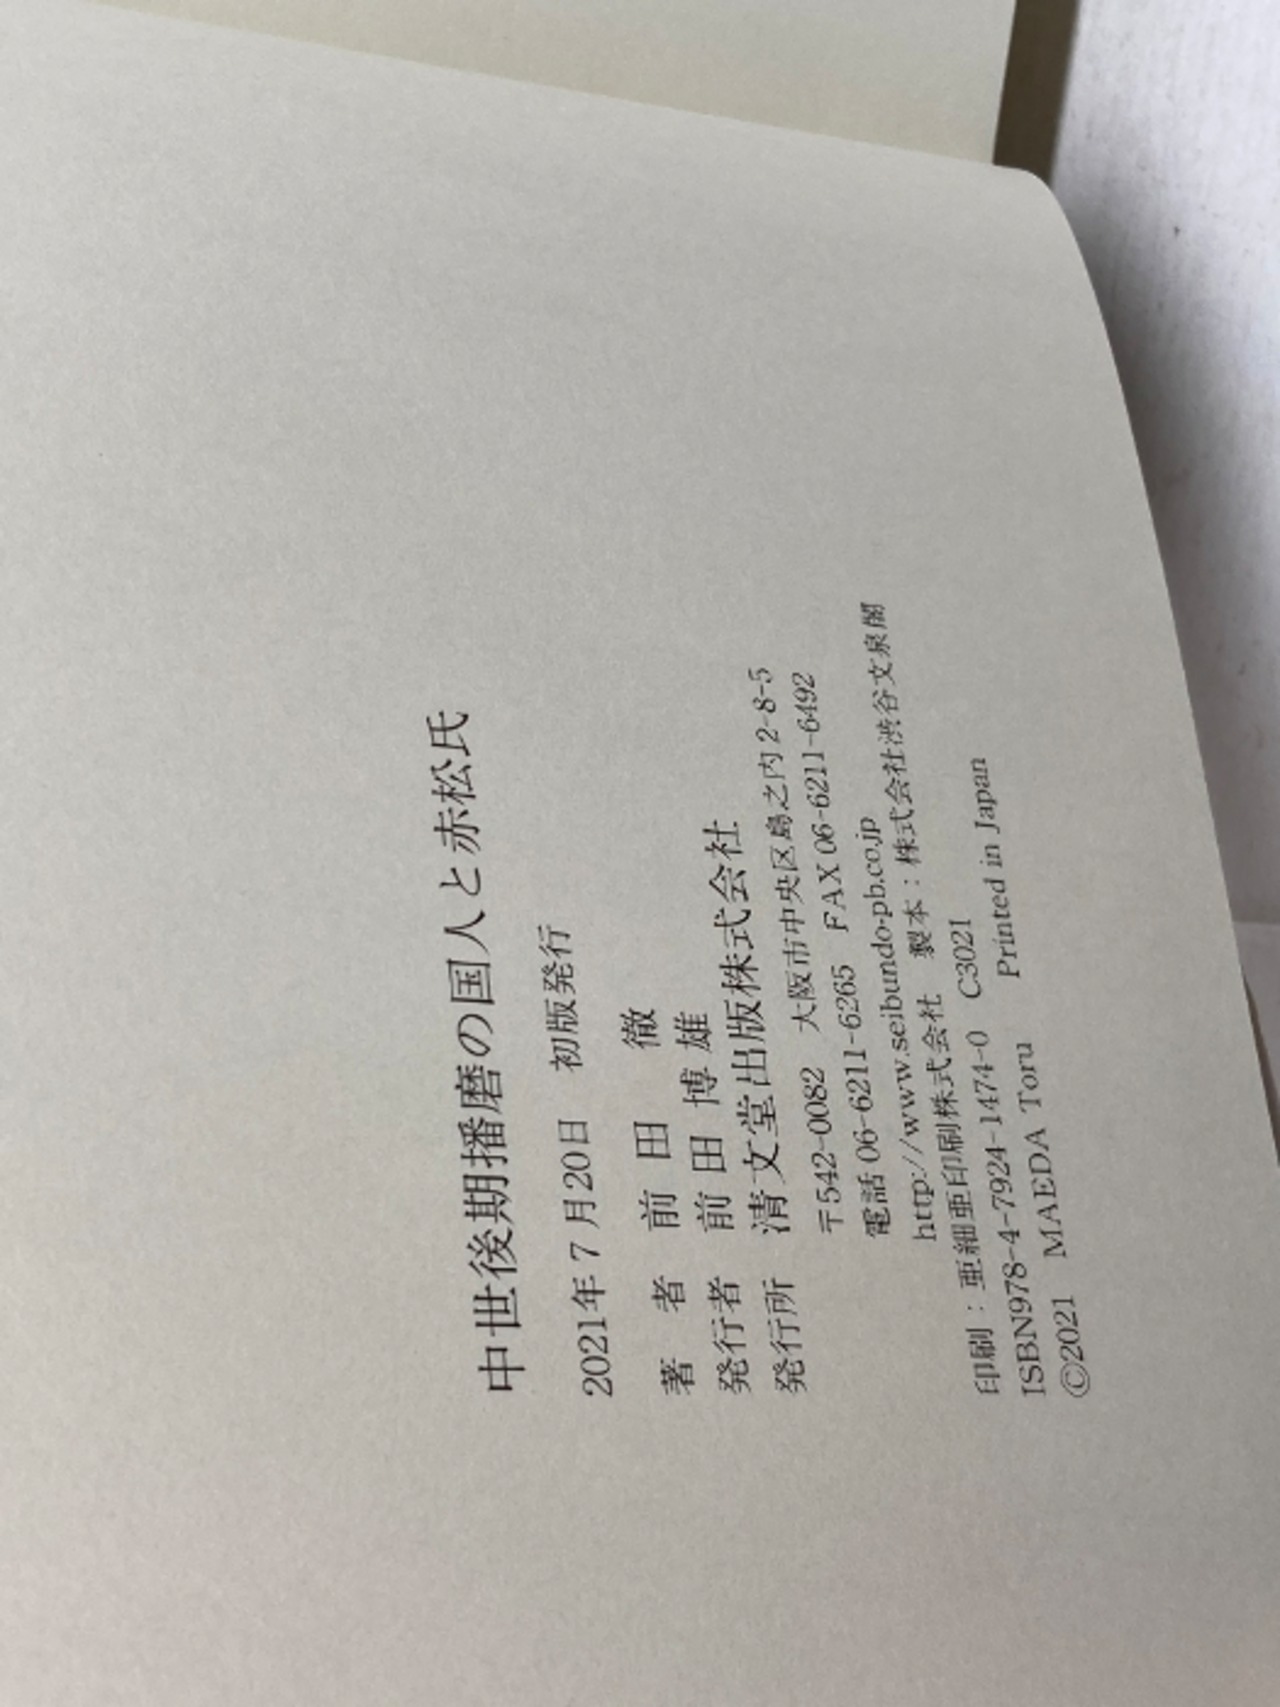 中世後期播磨の国人と赤松氏
2021年7月20日　初版発行
著　者　前　田　　徹
発行者　前　田　博　雄
発行所　清文堂出版株式会社
〒542-0082　大阪市中央区島之内2-8-5
電話06-6211-6265　FAX06-6211-6492
http://www.seibundo-pb.co.jp
印刷：亜細亜印刷株式会社　製本：株式会社渋谷文泉閣
ISBN978-4-7924-1474-0　C3021
©2021　MAEDA Toru　Printed in Japan